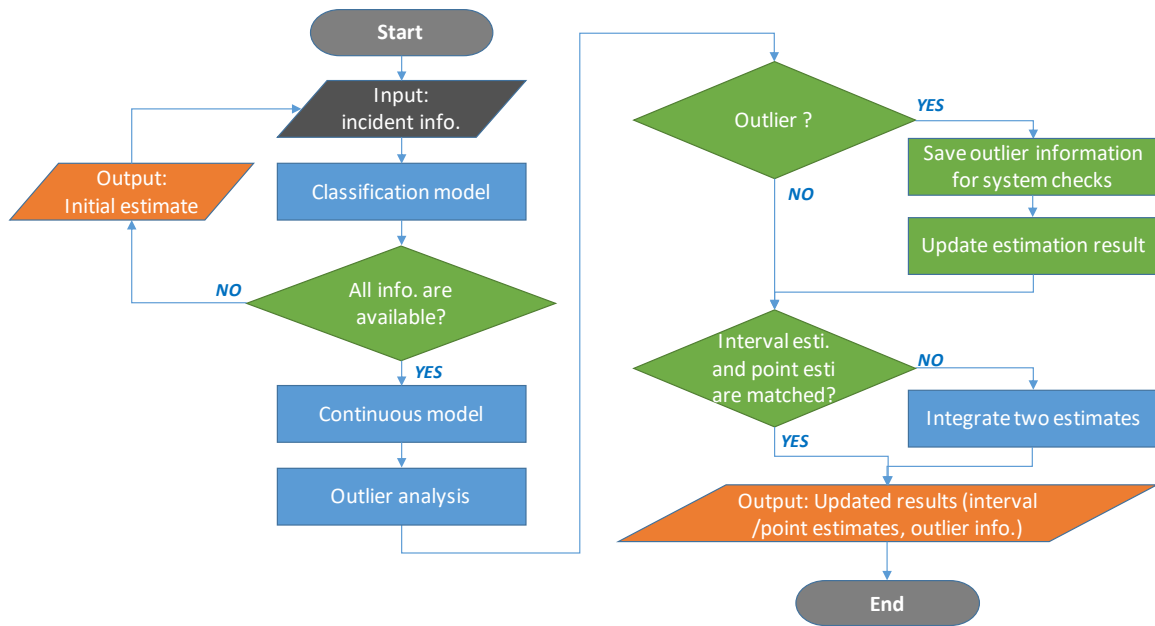 Start
Input:
incident info.
Classification model
Output:
Initial estimate
NO
All info. are
available?
YES
Continuous model
Outlier analysis
Outlier ?
YES
NO
Save outlier information
for system checks
Update estimation result
Interval esti.
and point esti
are matched?
NO
YES
Integrate two estimates
Output: Updated results (interval
/point estimates, outlier info.)
End